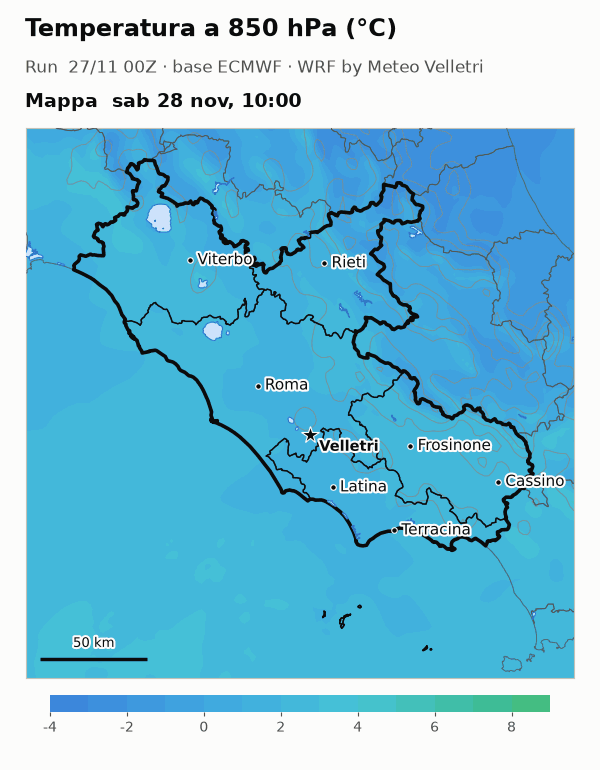 Temperatura a 850 hPa (°C)
Run  27/11 00Z · base ECMWF · WRF by Meteo Velletri
Mappa  sab 28 nov, 10:00
Viterbo
Rieti
Roma
Velletri
Frosinone
Cassino
Latina
Terracina
50 km
-4 -2 0 2 4 6 8